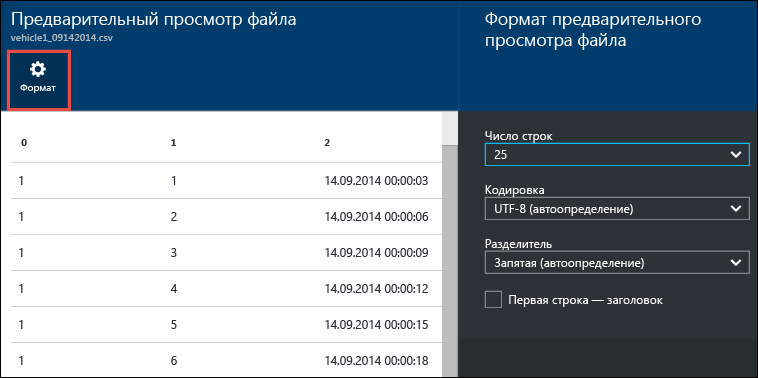 Предварительный просмотр файла
vehicle1_09142014.csv
Формат
0 1 2
1 1 14.09.2014 00:00:03
1 2 14.09.2014 00:00:06
1 3 14.09.2014 00:00:09
1 4 14.09.2014 00:00:12
1 5 14.09.2014 00:00:15
1 6 14.09.2014 00:00:18
Формат предварительного
просмотра файла
Число строк
25
Кодировка
UTF-8 (автоопределение)
Разделитель
Запятая (автоопределение)
Первая строка — заголовок